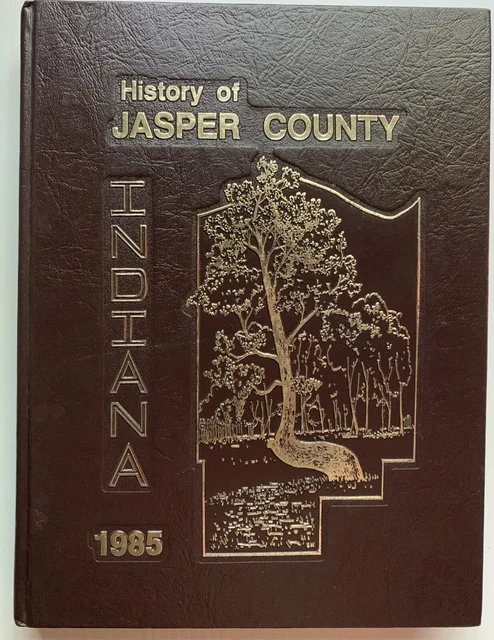 History of
JASPER COUNTY
INDIANA
1985